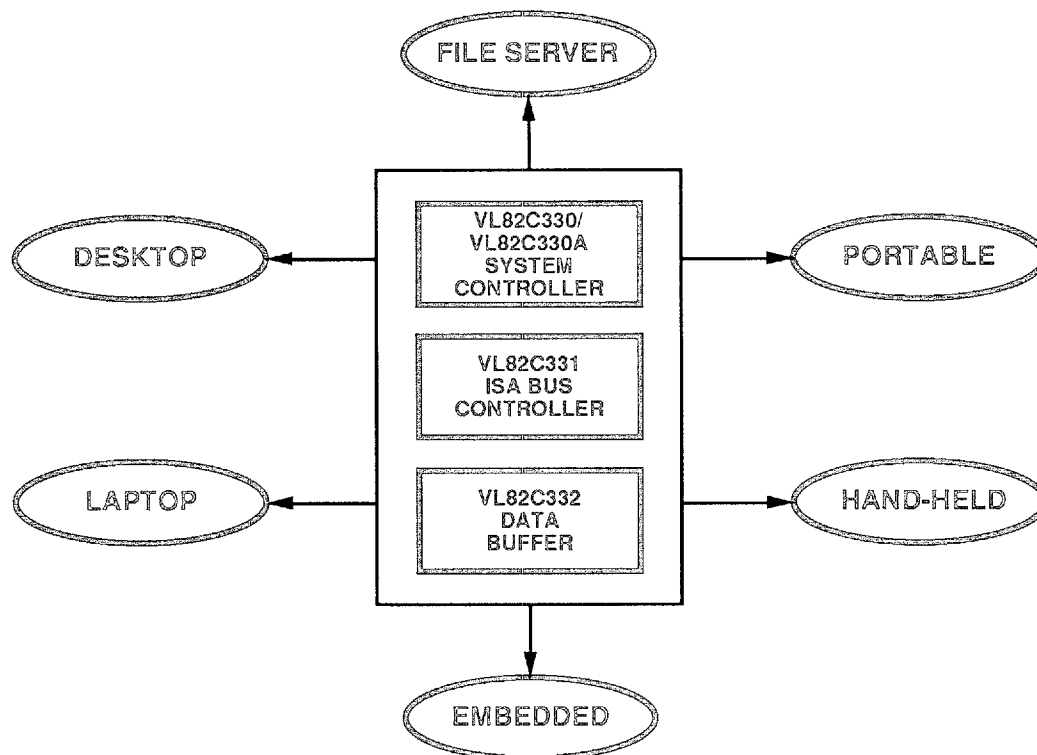 FILE SERVER
VL82C330/
VL82C330A
SYSTEM
CONTROLLER
DESKTOP
PORTABLE
VL82C331
ISA BUS
CONTROLLER
LAPTOP
VL82C332
DATA
BUFFER
HAND-HELD
EMBEDDED